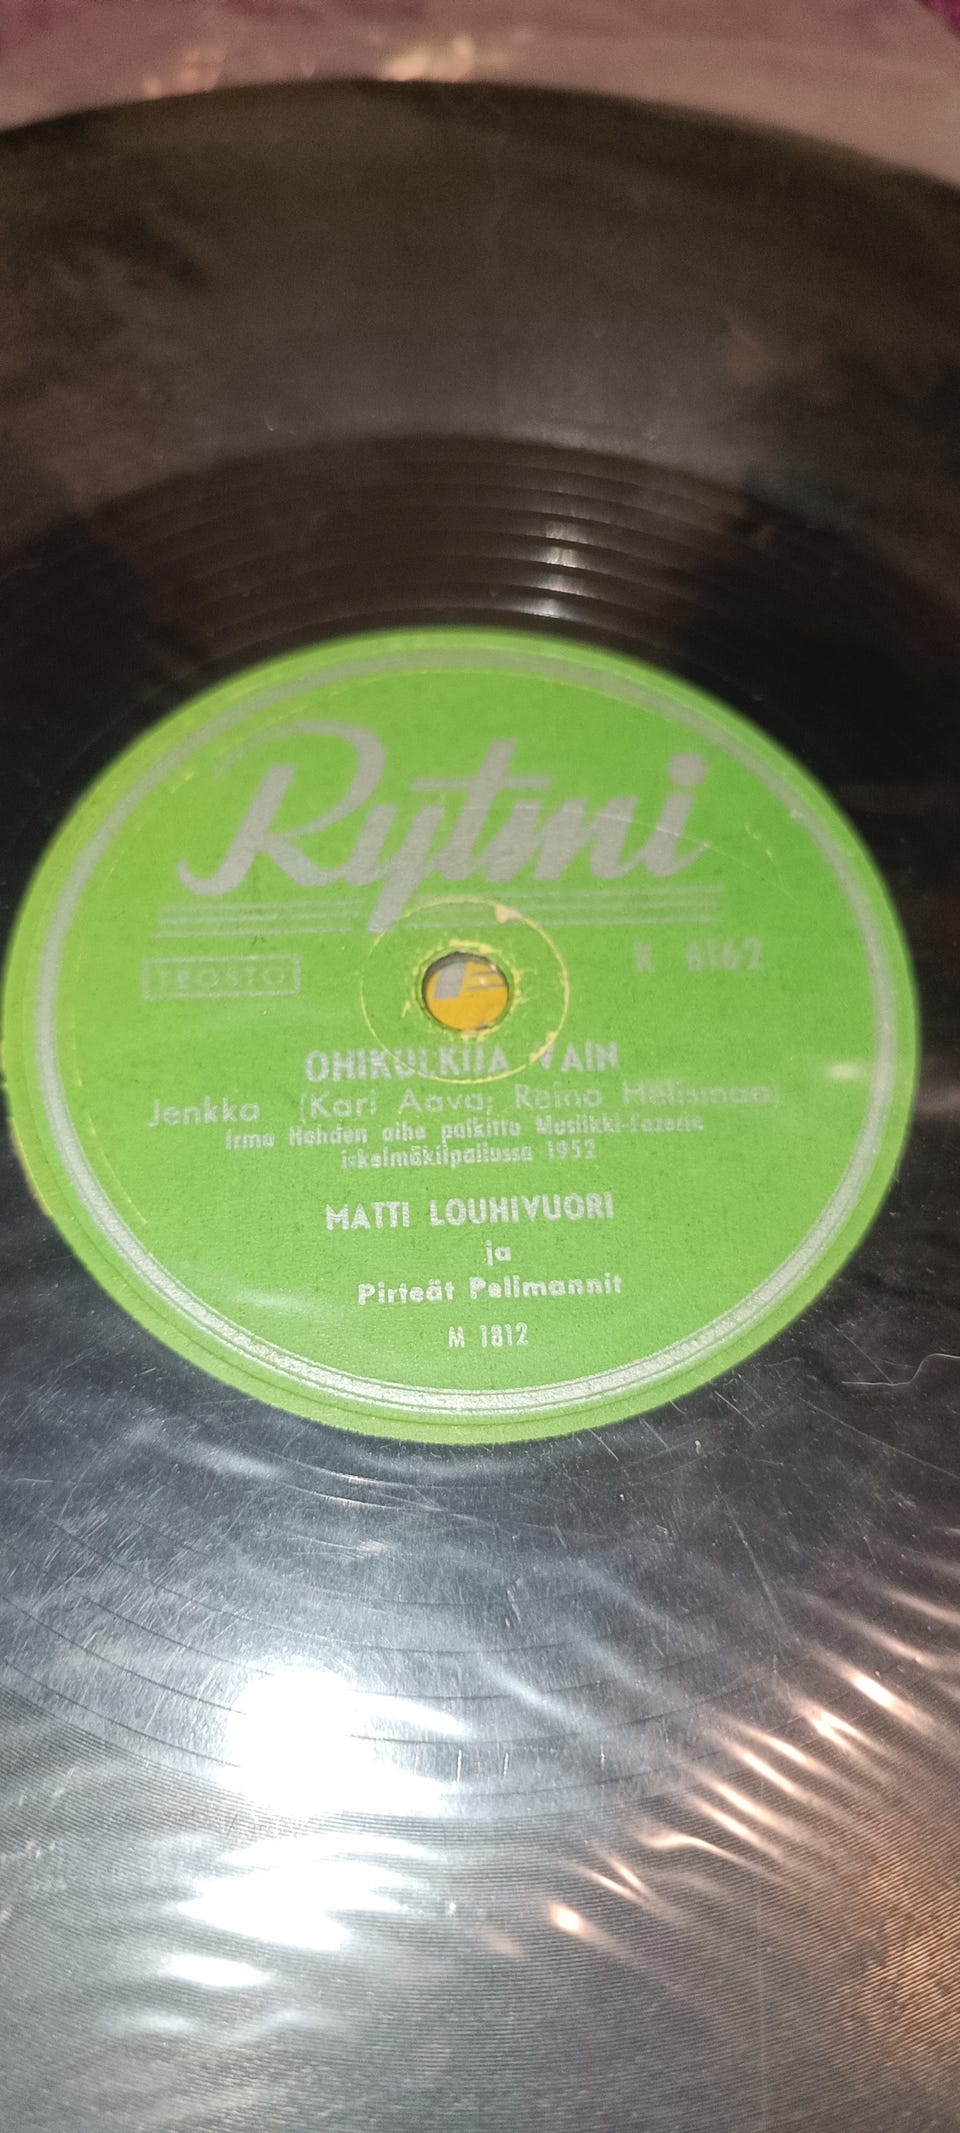 Rytmi
TEOSTO R 6162
OHIKULKIJA VAIN
Jenkka (Kari Aava; Reino Helismaa)
Irma Hahden aihe palkittu Musiikki-Fazerin
iskelmäkilpailussa 1952
MATTI LOUHIVUORI
ja
Pirteät Pelimannit
M 1812